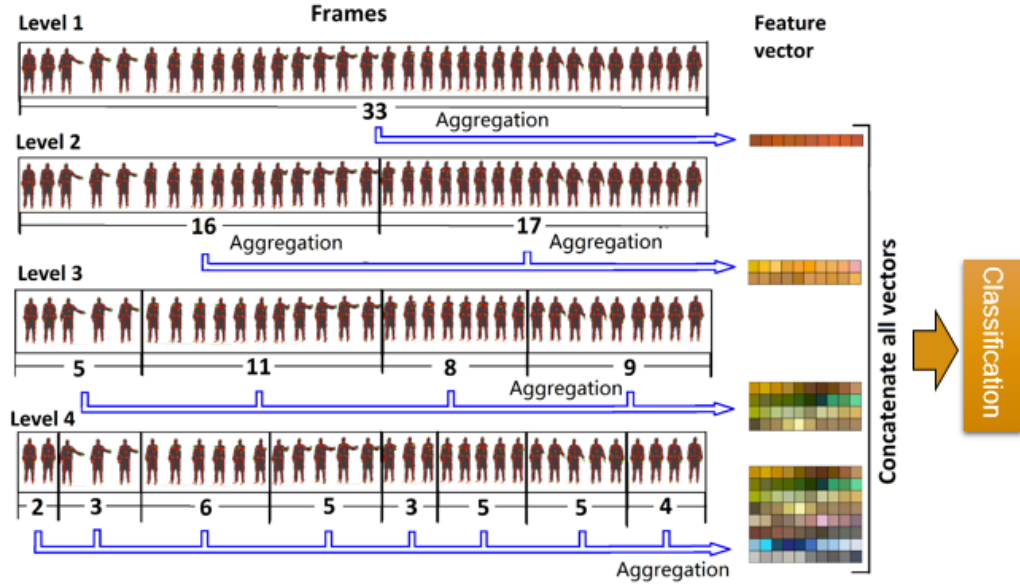 Frames
Level 1
Feature
vector
33
Aggregation
Level 2
16
17
Aggregation
Aggregation
Level 3
5
11
8
9
Aggregation
Level 4
2
3
6
5
3
5
5
4
Aggregation
Concatenate all vectors
Classification